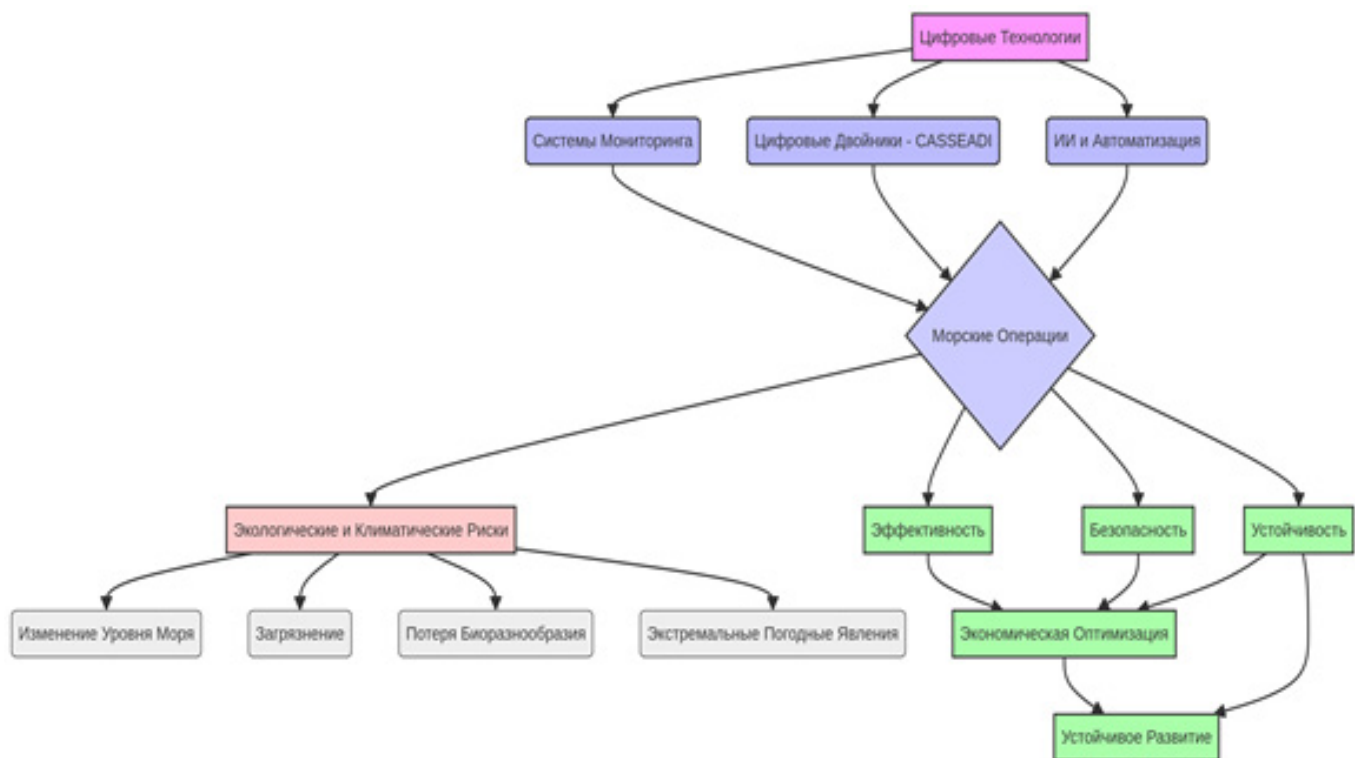 Цифровые Технологии
Системы Мониторинга
Цифровые Двойники - CASSEADI
ИИ и Автоматизация
Морские Операции
Экологические и Климатические Риски
Эффективность
Безопасность
Устойчивость
Изменение Уровня Моря
Загрязнение
Потеря Биоразнообразия
Экстремальные Погодные Явления
Экономическая Оптимизация
Устойчивое Развитие